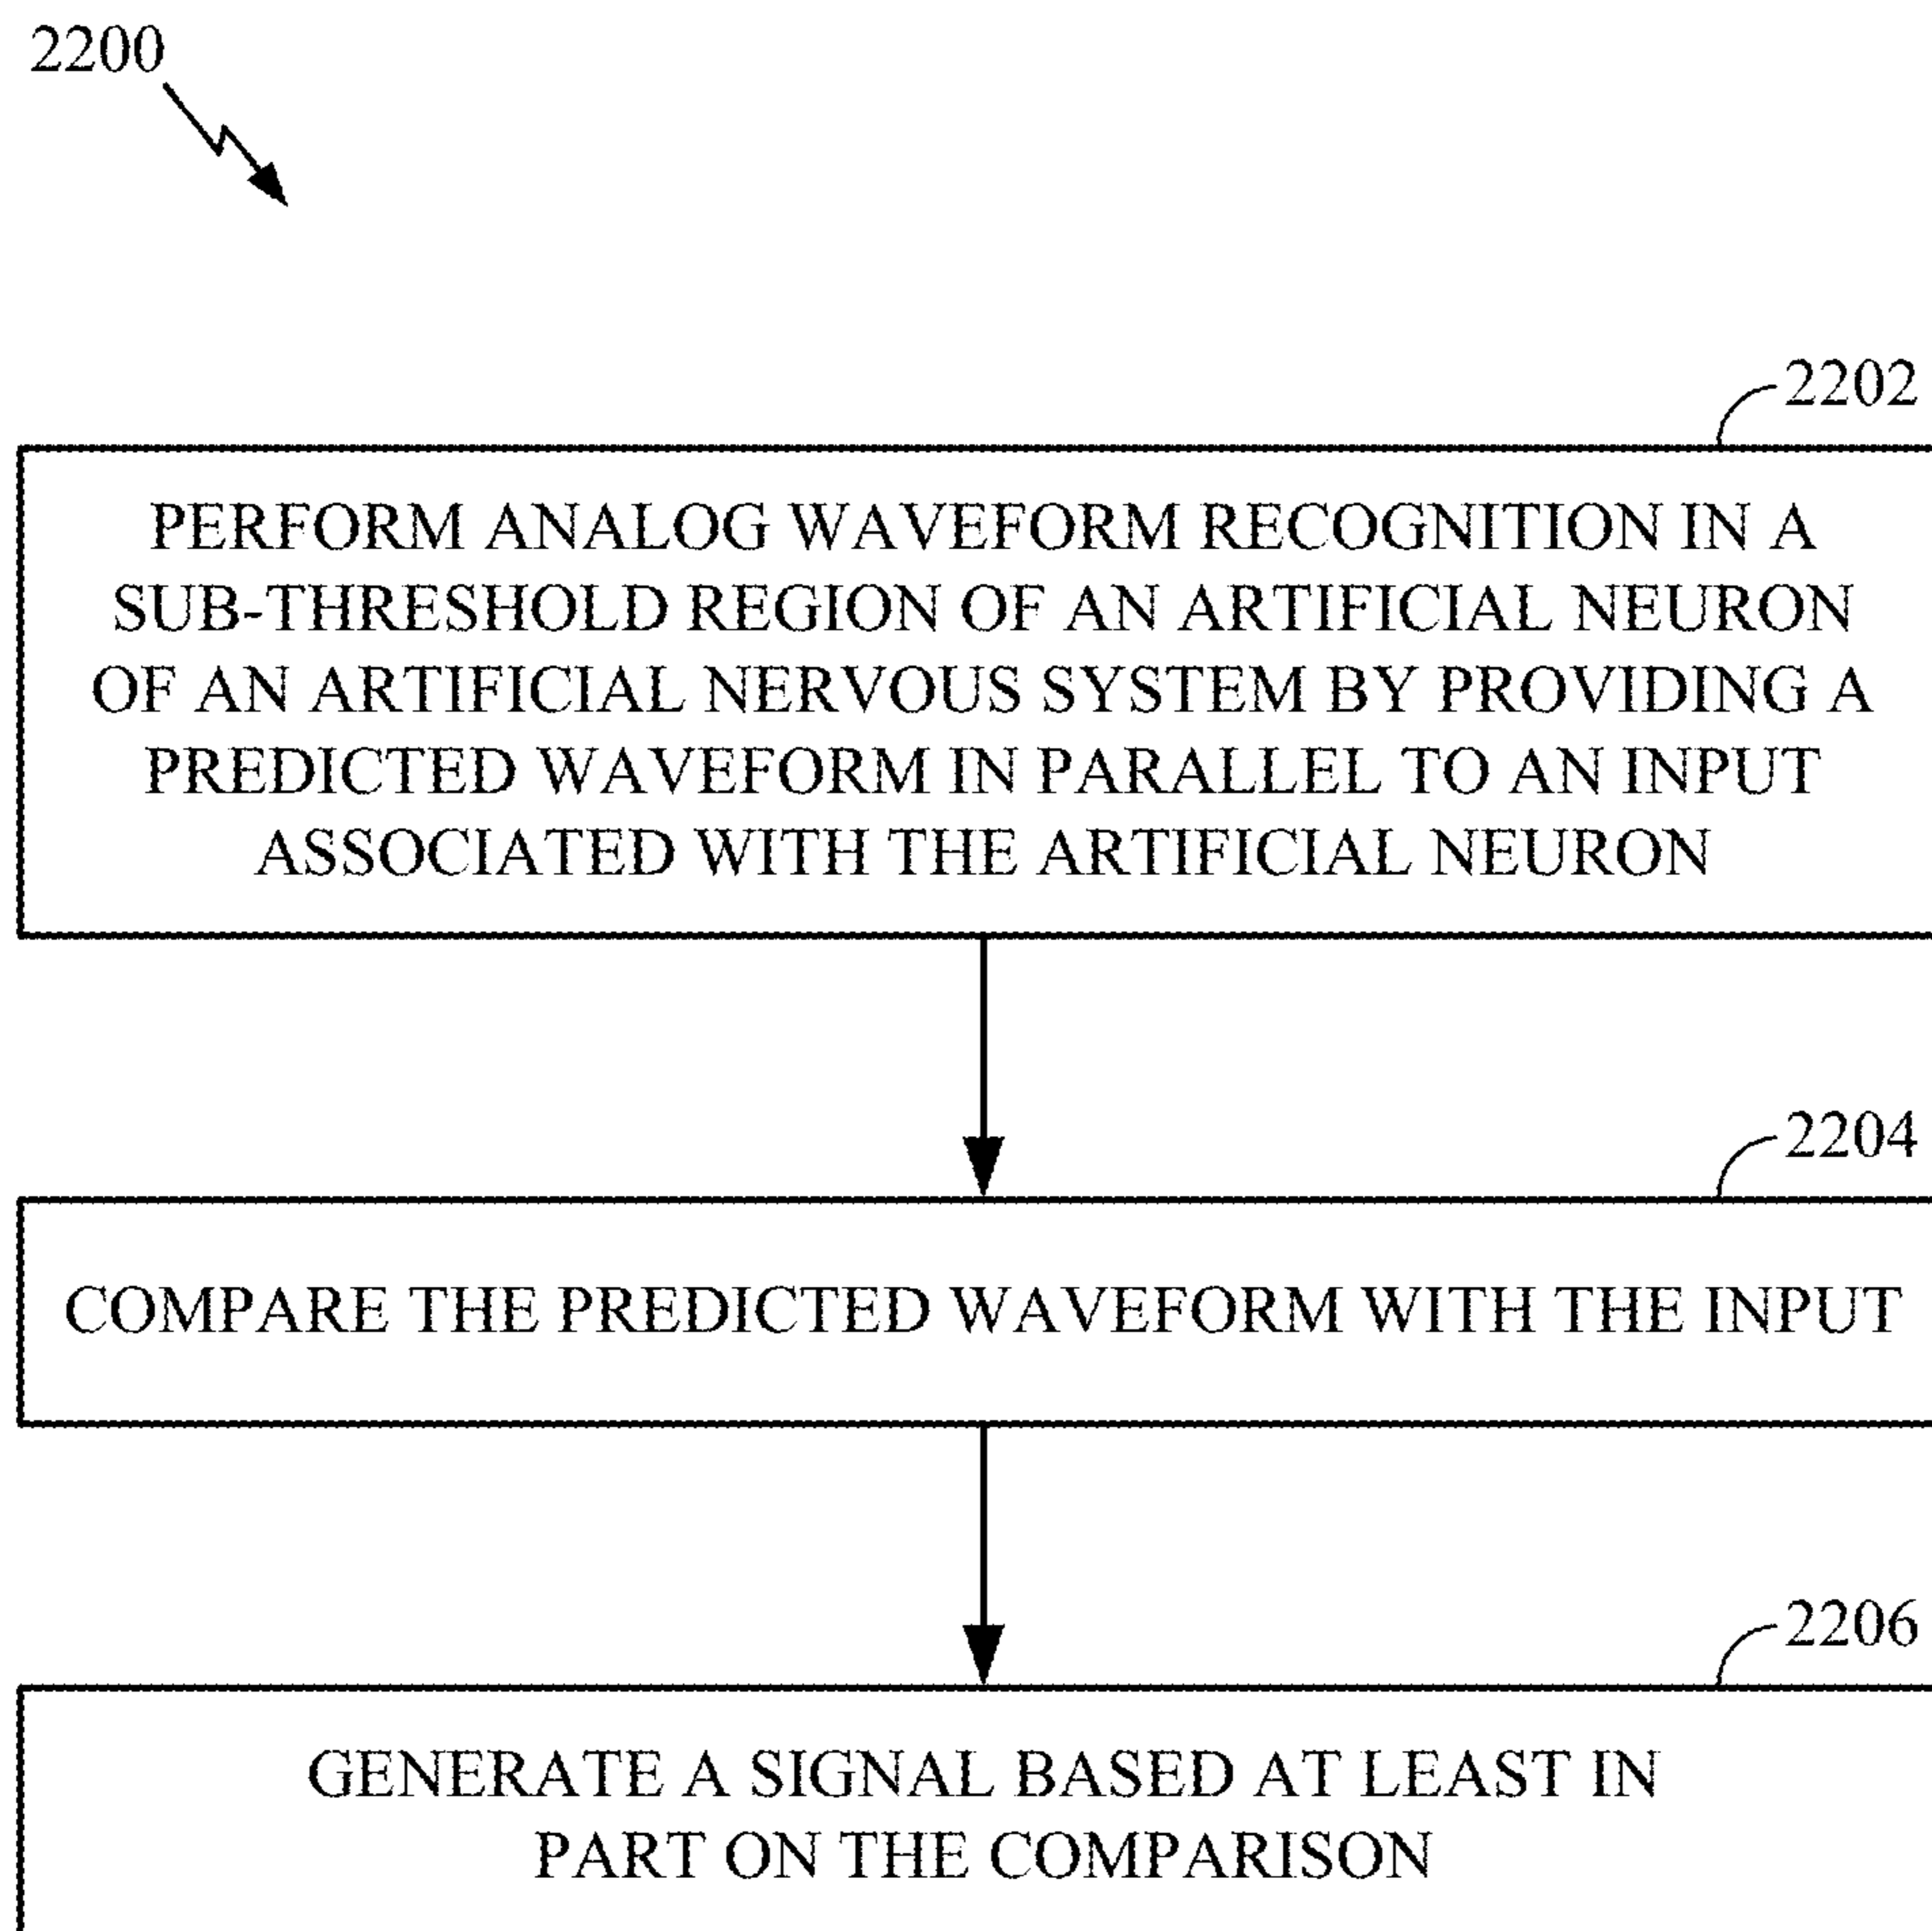 2200
2202
PERFORM ANALOG WAVEFORM RECOGNITION IN A
SUB-THRESHOLD REGION OF AN ARTIFICIAL NEURON
OF AN ARTIFICIAL NERVOUS SYSTEM BY PROVIDING A
PREDICTED WAVEFORM IN PARALLEL TO AN INPUT
ASSOCIATED WITH THE ARTIFICIAL NEURON
2204
COMPARE THE PREDICTED WAVEFORM WITH THE INPUT
2206
GENERATE A SIGNAL BASED AT LEAST IN
PART ON THE COMPARISON